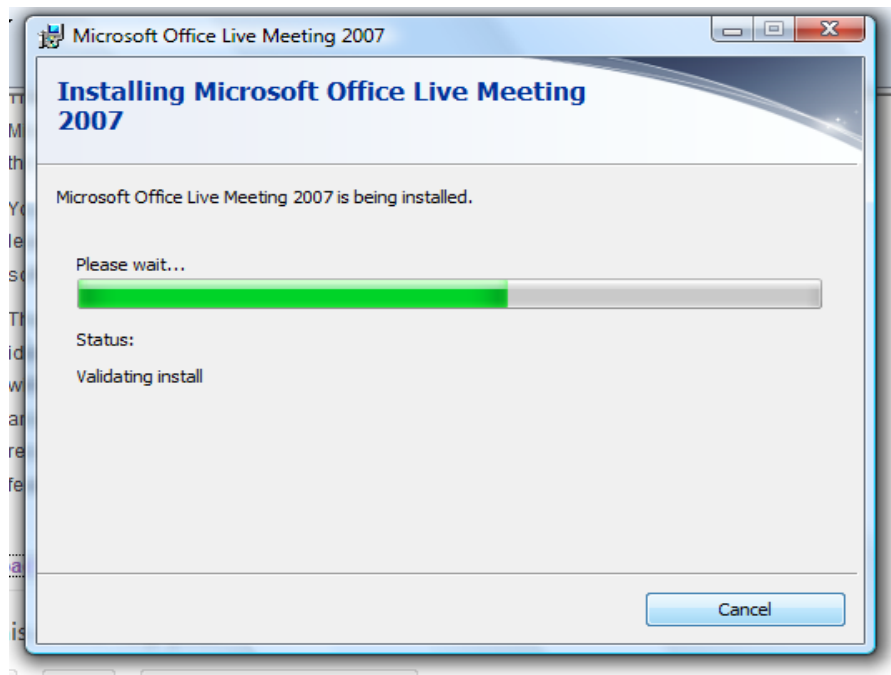 Microsoft Office Live Meeting 2007
Installing Microsoft Office Live Meeting
2007
Microsoft Office Live Meeting 2007 is being installed.
Please wait...
Status:
Validating install
Cancel